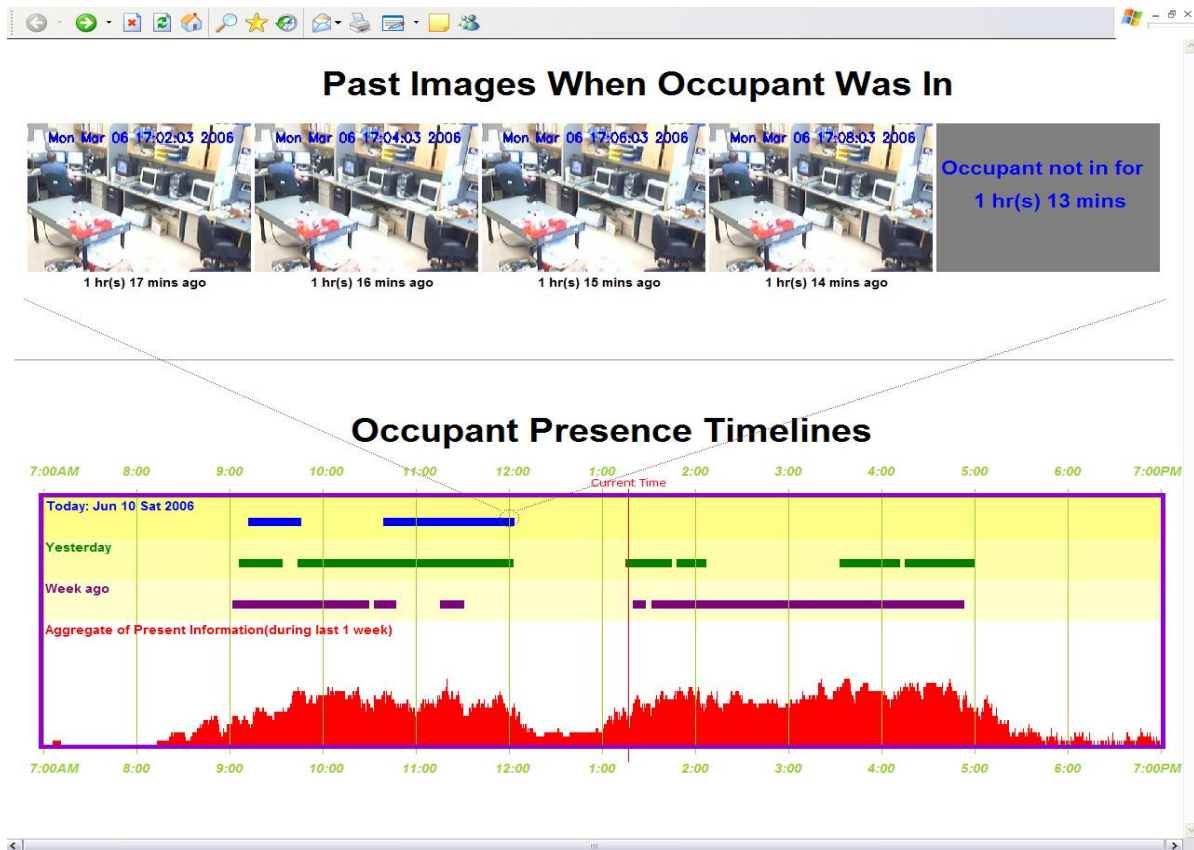 Past Images When Occupant Was In
Mon Mar 06 17:02:03 2006
Mon Mar 06 17:04:03 2006
Mon Mar 06 17:06:03 2006
Mon Mar 06 17:08:03 2006
Occupant not in for
1 hr(s) 13 mins
1 hr(s) 17 mins ago
1 hr(s) 16 mins ago
1 hr(s) 15 mins ago
1 hr(s) 14 mins ago
Occupant Presence Timelines
7:00AM 8:00 9:00 10:00 11:00 12:00 1:00 2:00 3:00 4:00 5:00 6:00 7:00PM
Current Time
Today: Jun 10 Sat 2006
Yesterday
Week ago
Aggregate of Present Information(during last 1 week)
7:00AM 8:00 9:00 10:00 11:00 12:00 1:00 2:00 3:00 4:00 5:00 6:00 7:00PM